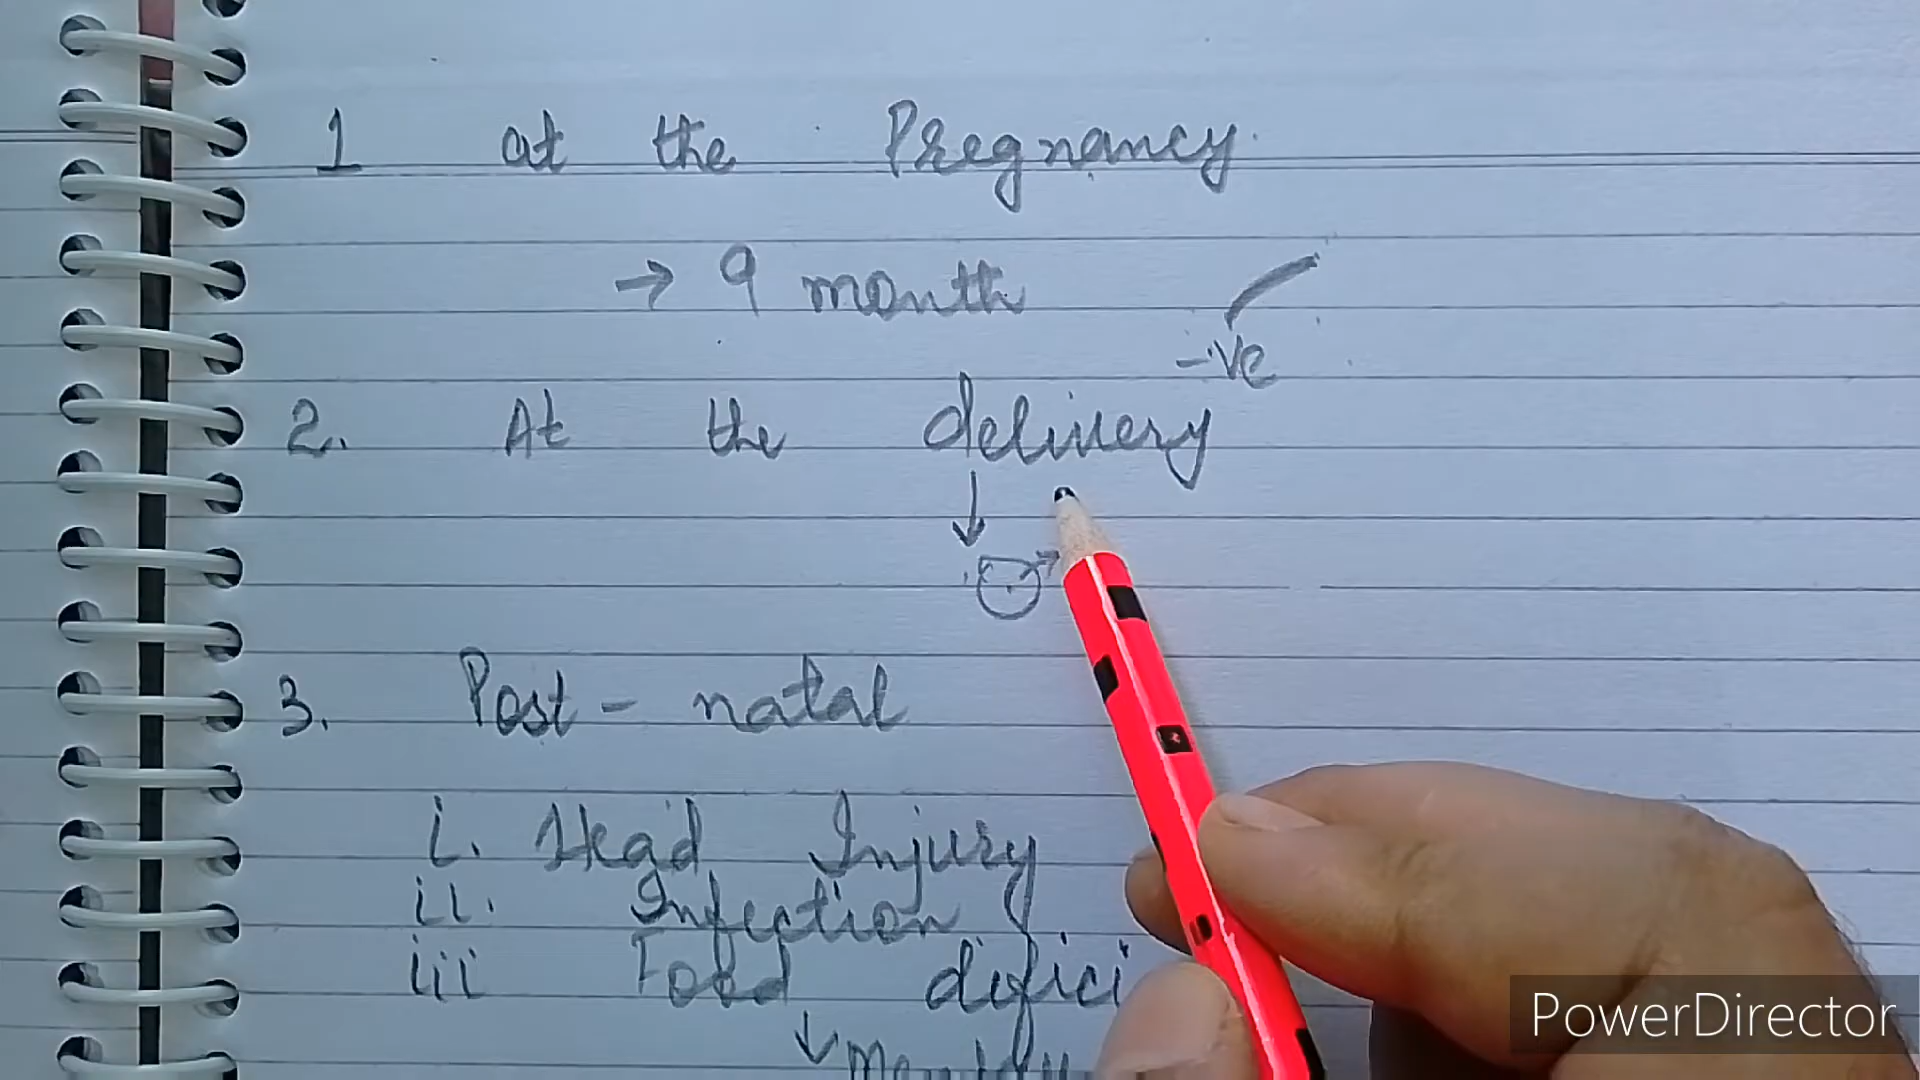 1 at the Pregnancy
→ 9 month
-ve
2. At the delivery
↓
3. Post - natal
i. Head Injury
ii. Infection
iii Food difici
↓
PowerDirector